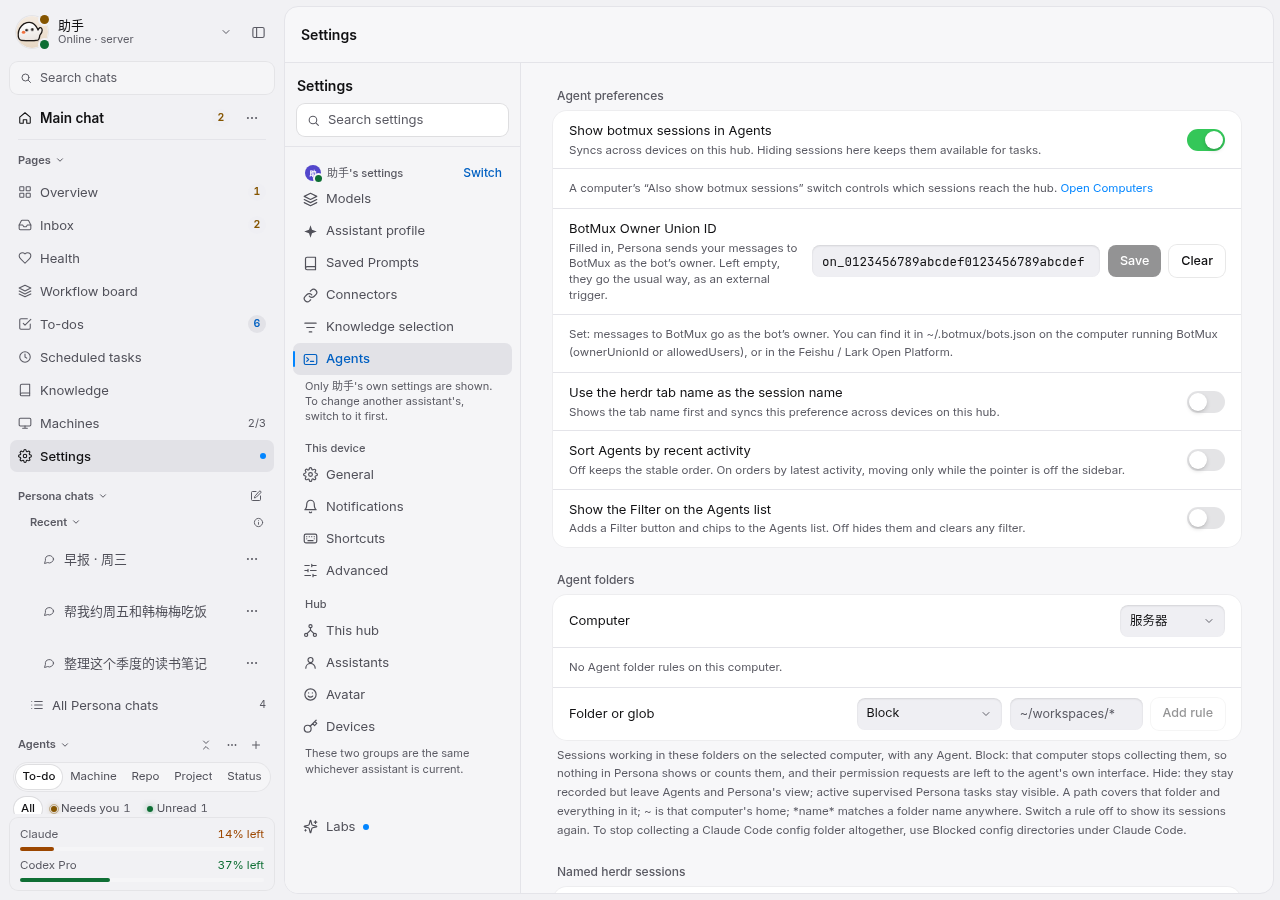 助手
Online · server
Search chats
Main chat
2
Pages
Overview
1
Inbox
2
Health
Workflow board
To-dos
6
Scheduled tasks
Knowledge
Machines
2/3
Settings
Persona chats
Recent
早报 · 周三
帮我约周五和韩梅梅吃饭
整理这个季度的读书笔记
All Persona chats
4
Agents
To-do
Machine
Repo
Project
Status
All
Needs you 1
Unread 1
Claude
14% left
Codex Pro
37% left
Settings
Settings
Search settings
助手's settings
Switch
Models
Assistant profile
Saved Prompts
Connectors
Knowledge selection
Agents
Only 助手's own settings are shown.
To change another assistant's,
switch to it first.
This device
General
Notifications
Shortcuts
Advanced
Hub
This hub
Assistants
Avatar
Devices
These two groups are the same
whichever assistant is current.
Labs
Agent preferences
Show botmux sessions in Agents
Syncs across devices on this hub. Hiding sessions here keeps them available for tasks.
A computer’s “Also show botmux sessions” switch controls which sessions reach the hub. Open Computers
BotMux Owner Union ID
Filled in, Persona sends your messages to
BotMux as the bot’s owner. Left empty,
they go the usual way, as an external
trigger.
on_0123456789abcdef0123456789abcdef
Save
Clear
Set: messages to BotMux go as the bot’s owner. You can find it in ~/.botmux/bots.json on the computer running BotMux
(ownerUnionId or allowedUsers), or in the Feishu / Lark Open Platform.
Use the herdr tab name as the session name
Shows the tab name first and syncs this preference across devices on this hub.
Sort Agents by recent activity
Off keeps the stable order. On orders by latest activity, moving only while the pointer is off the sidebar.
Show the Filter on the Agents list
Adds a Filter button and chips to the Agents list. Off hides them and clears any filter.
Agent folders
Computer
服务器
No Agent folder rules on this computer.
Folder or glob
Block
~/workspaces/*
Add rule
Sessions working in these folders on the selected computer, with any Agent. Block: that computer stops collecting them, so
nothing in Persona shows or counts them, and their permission requests are left to the agent's own interface. Hide: they stay
recorded but leave Agents and Persona's view; active supervised Persona tasks stay visible. A path covers that folder and
everything in it; ~ is that computer's home; *name* matches a folder name anywhere. Switch a rule off to show its sessions
again. To stop collecting a Claude Code config folder altogether, use Blocked config directories under Claude Code.
Named herdr sessions